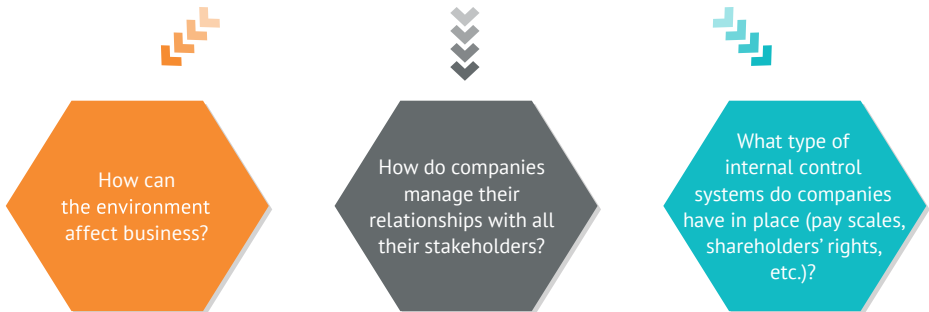 How can
the environment
affect business?
How do companies
manage their
relationships with all
their stakeholders?
What type of
internal control
systems do companies
have in place (pay scales,
shareholders’ rights,
etc.)?